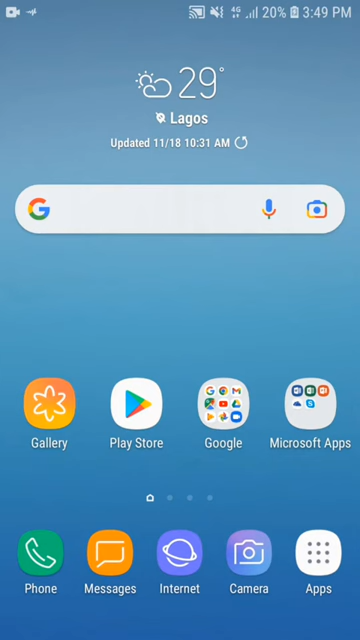 4G 20% 3:49 PM
29°
Lagos
Updated 11/18 10:31 AM
Gallery Play Store Google Microsoft Apps
Phone Messages Internet Camera Apps